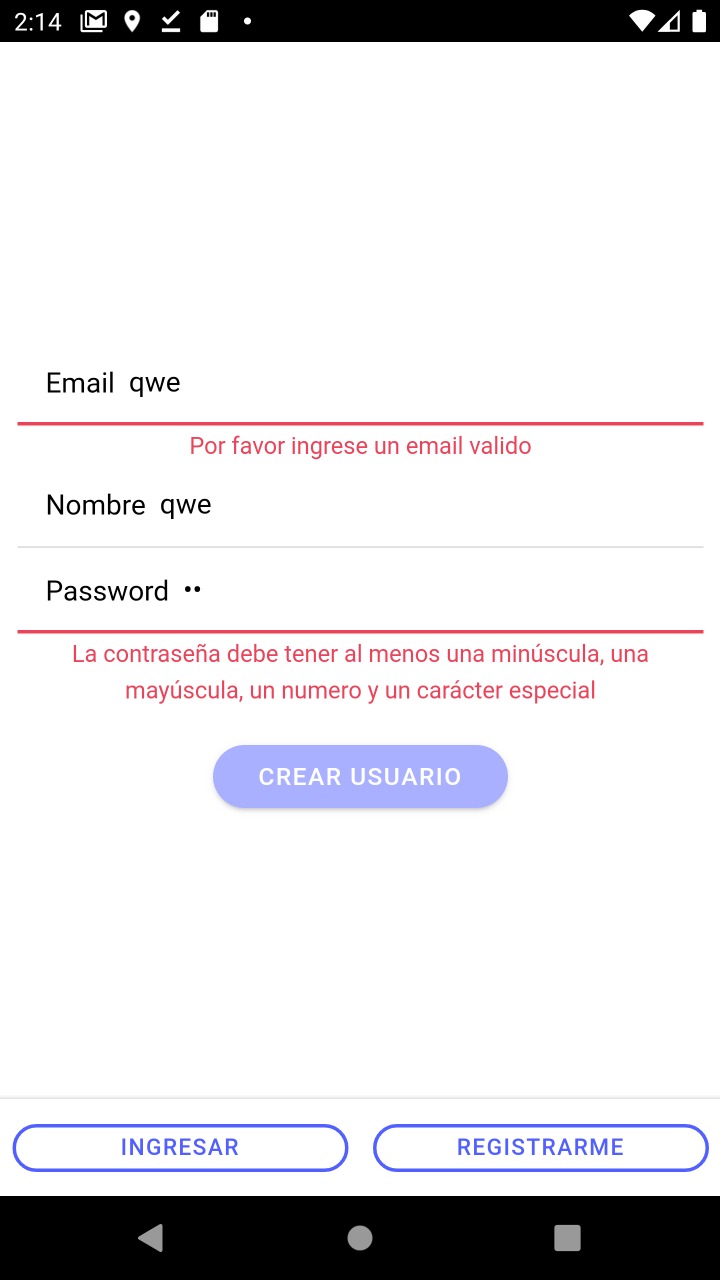 2:14
Email qwe
Por favor ingrese un email valido
Nombre qwe
Password ••
La contraseña debe tener al menos una minúscula, una
mayúscula, un numero y un carácter especial
CREAR USUARIO
INGRESAR REGISTRARME